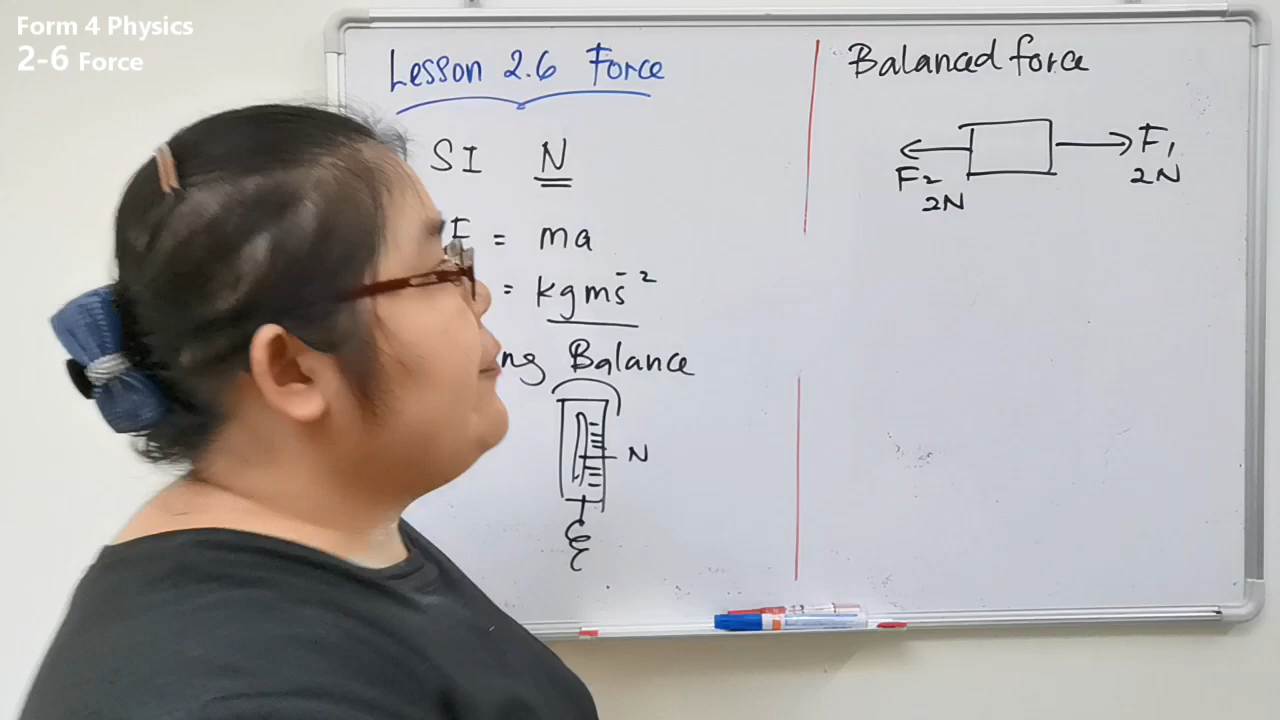 Form 4 Physics
2-6 Force
Lesson 2.6 Force
SI N
= ma
= kgms⁻²
Balance
N
Balanced force
F₁
2N
F₂
2N